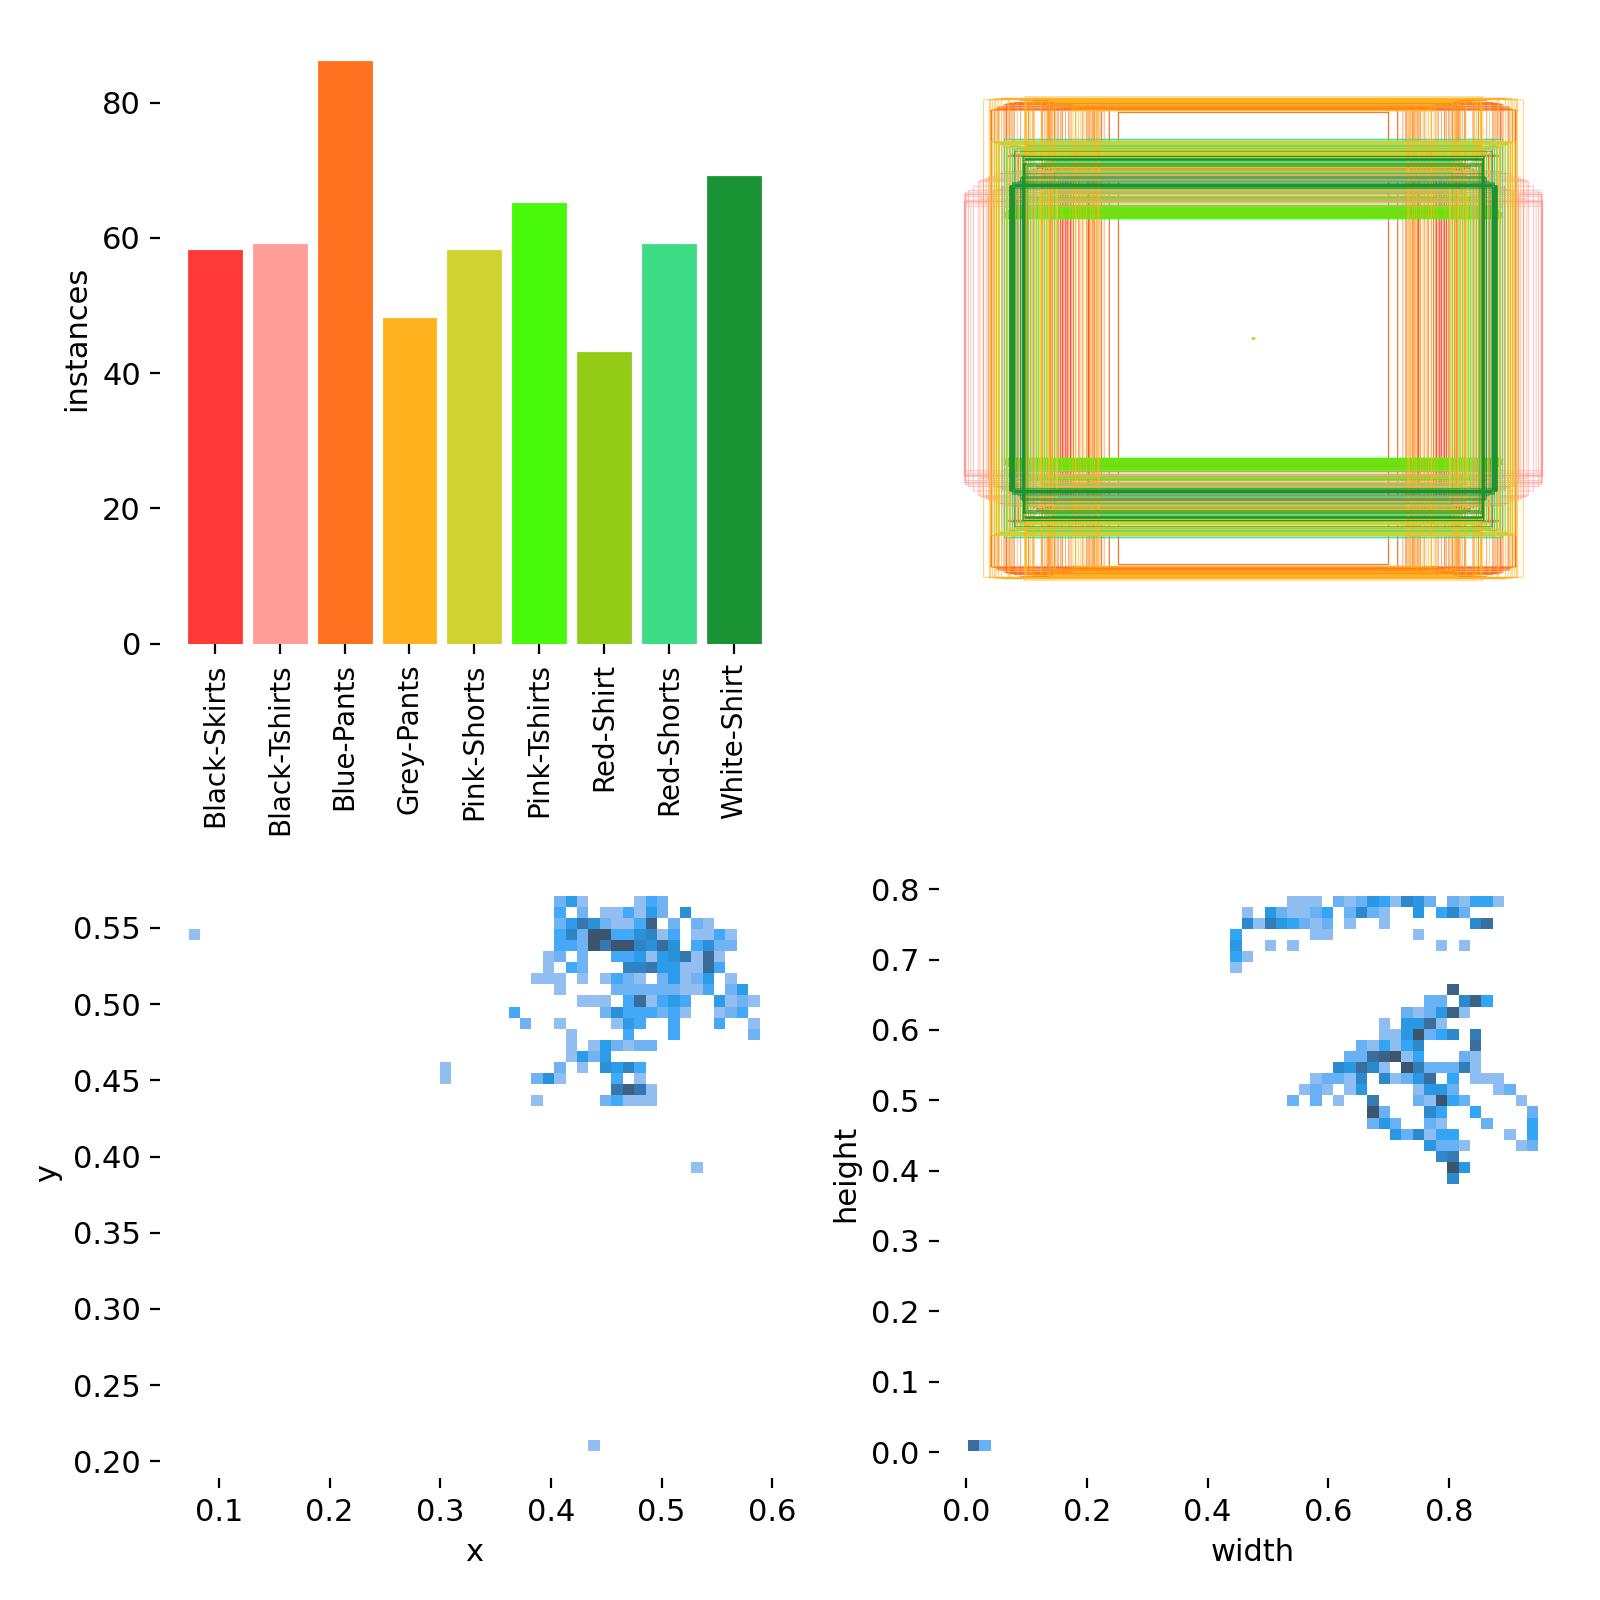 instances
80
60
40
20
0
Black-Skirts
Black-Tshirts
Blue-Pants
Grey-Pants
Pink-Shorts
Pink-Tshirts
Red-Shirt
Red-Shorts
White-Shirt
y
0.55
0.50
0.45
0.40
0.35
0.30
0.25
0.20
0.1 0.2 0.3 0.4 0.5 0.6
x
height
0.8
0.7
0.6
0.5
0.4
0.3
0.2
0.1
0.0
0.0 0.2 0.4 0.6 0.8
width